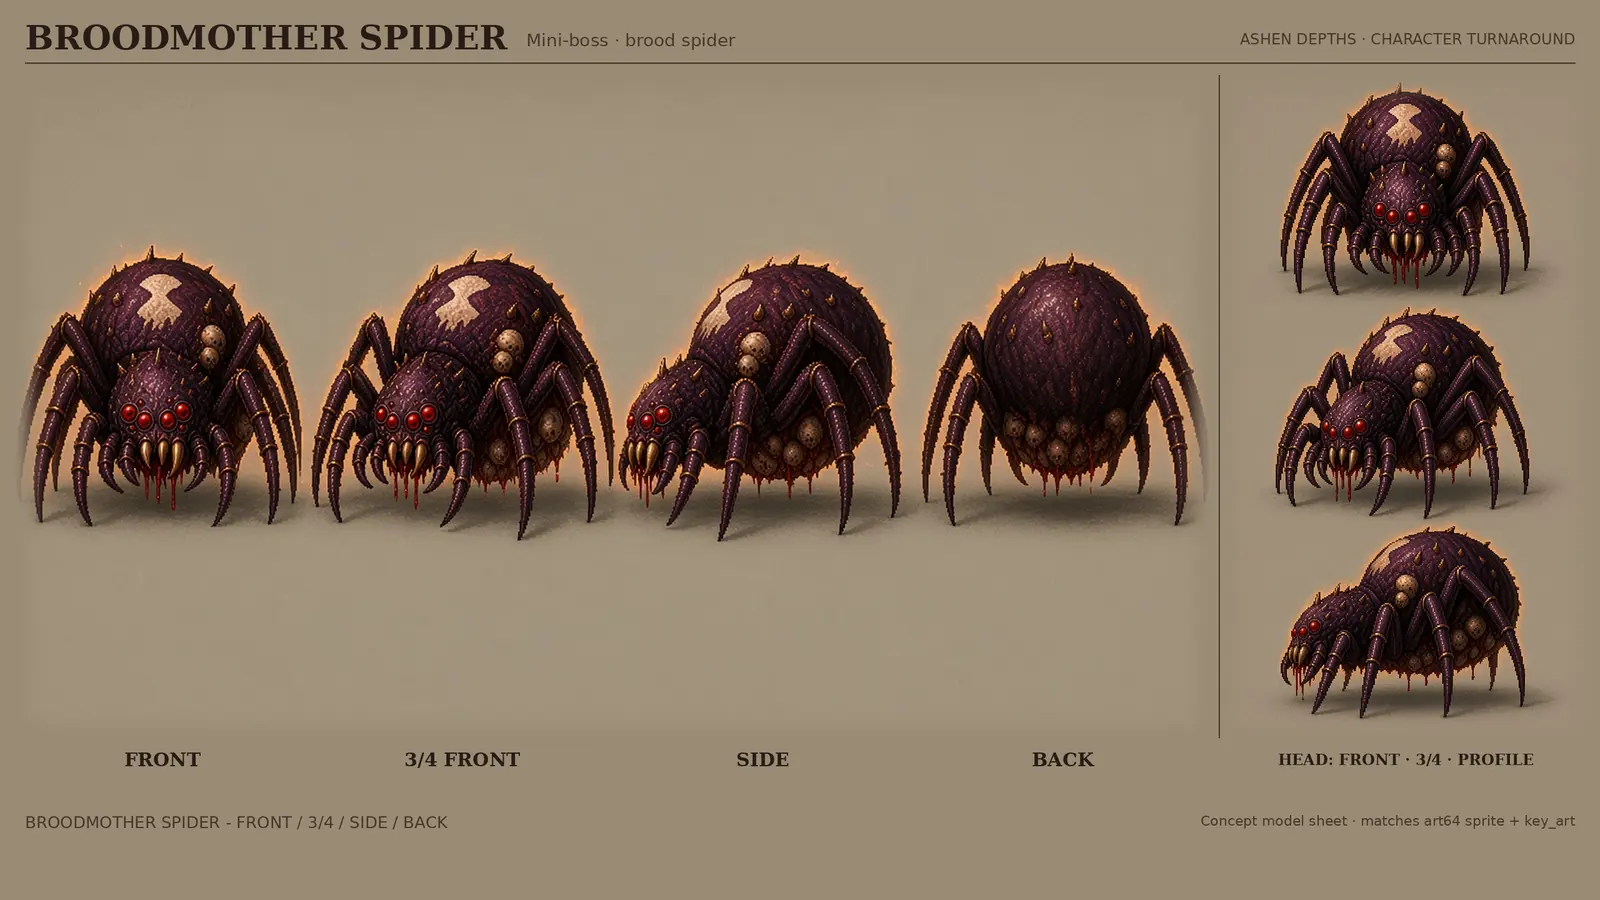 BROODMOTHER SPIDER Mini-boss · brood spider
ASHEN DEPTHS · CHARACTER TURNAROUND
FRONT
3/4 FRONT
SIDE
BACK
HEAD: FRONT · 3/4 · PROFILE
BROODMOTHER SPIDER - FRONT / 3/4 / SIDE / BACK
Concept model sheet · matches art64 sprite + key_art